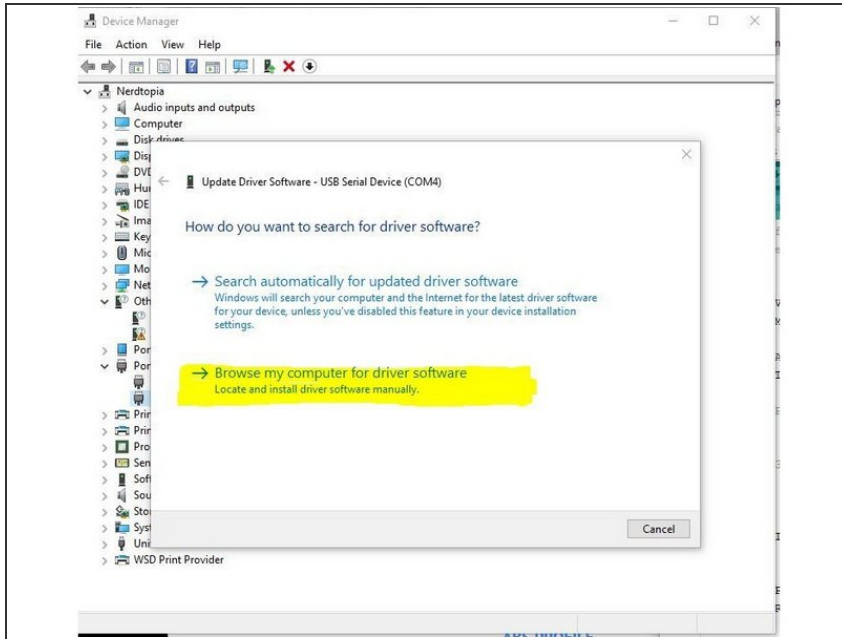 Device Manager
File Action View Help
Nerdtopia
Audio inputs and outputs
Computer
Disk drives
Update Driver Software - USB Serial Device (COM4)
How do you want to search for driver software?
Search automatically for updated driver software
Windows will search your computer and the Internet for the latest driver software
for your device, unless you've disabled this feature in your device installation
settings.
Browse my computer for driver software
Locate and install driver software manually.
Cancel
WSD Print Provider